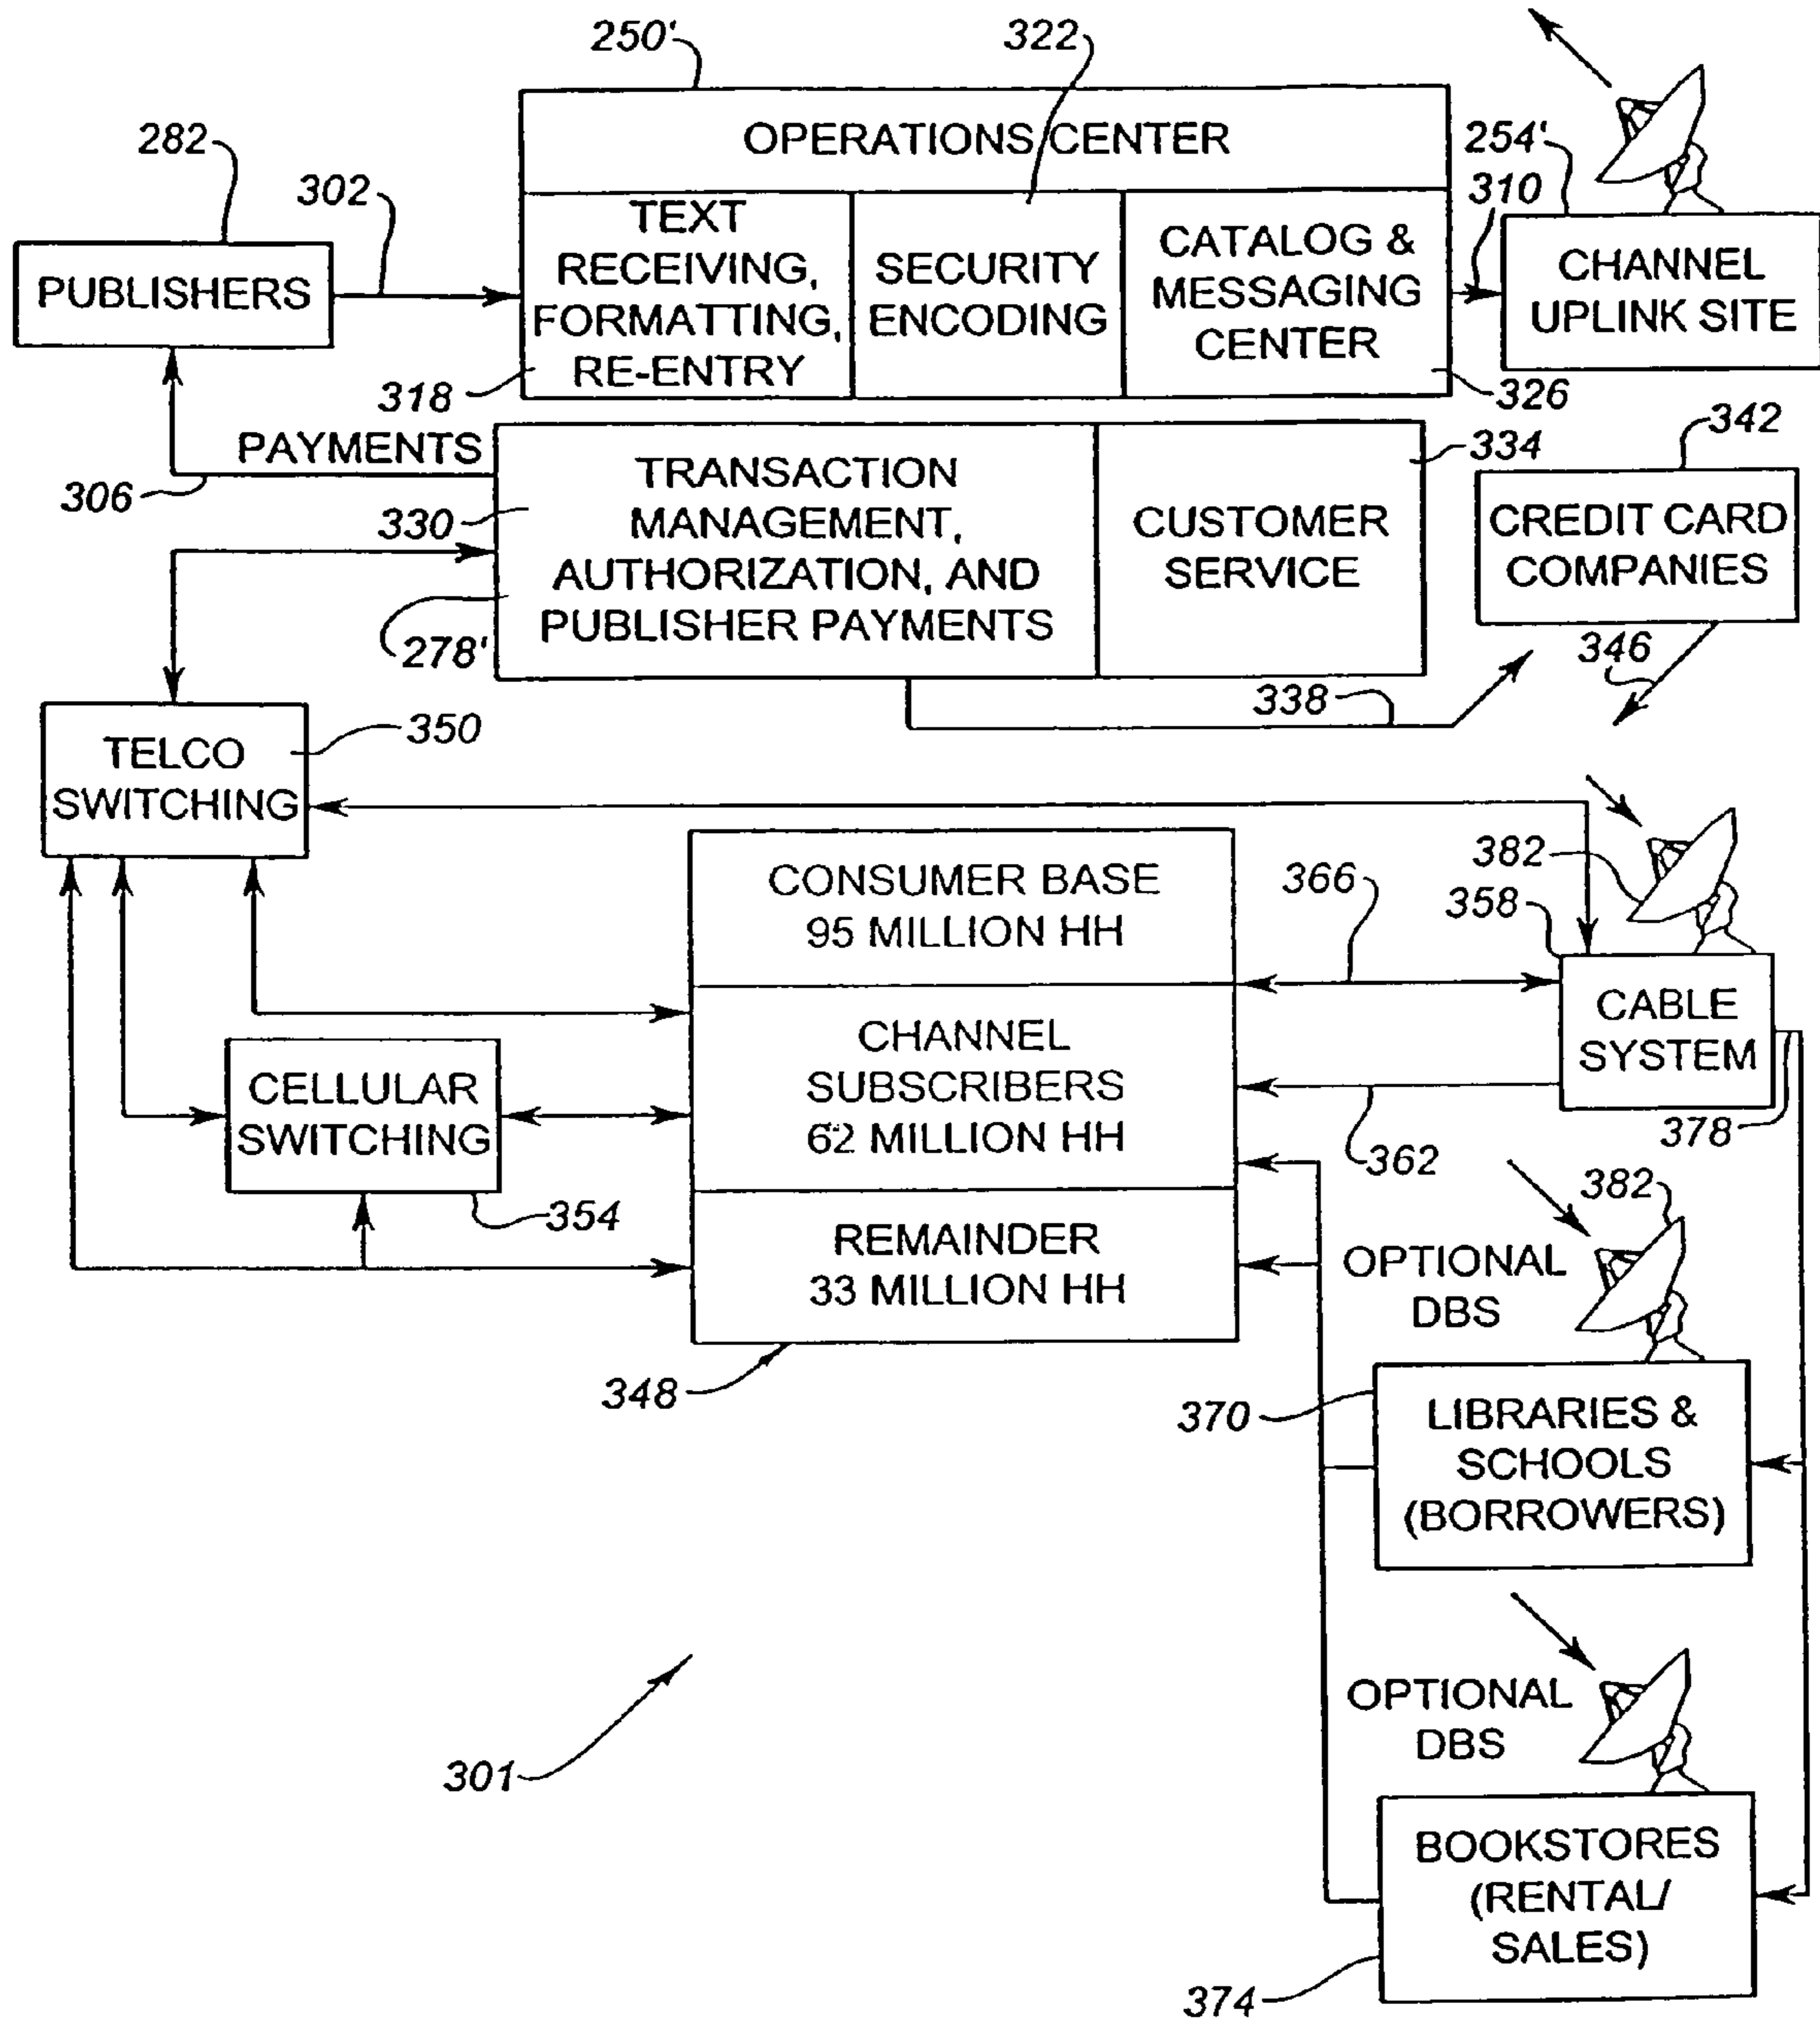 250'
322
OPERATIONS CENTER
282
302
254'
310
PUBLISHERS
TEXT
RECEIVING,
FORMATTING,
RE-ENTRY
SECURITY
ENCODING
CATALOG &
MESSAGING
CENTER
CHANNEL
UPLINK SITE
318
326
PAYMENTS
306
330
TRANSACTION
MANAGEMENT,
AUTHORIZATION, AND
PUBLISHER PAYMENTS
278'
CUSTOMER
SERVICE
334
342
CREDIT CARD
COMPANIES
346
338
TELCO
SWITCHING
350
CONSUMER BASE
95 MILLION HH
366
382
358
CHANNEL
SUBSCRIBERS
62 MILLION HH
CABLE
SYSTEM
378
362
CELLULAR
SWITCHING
354
REMAINDER
33 MILLION HH
348
382
OPTIONAL
DBS
370
LIBRARIES &
SCHOOLS
(BORROWERS)
OPTIONAL
DBS
301
BOOKSTORES
(RENTAL/
SALES)
374